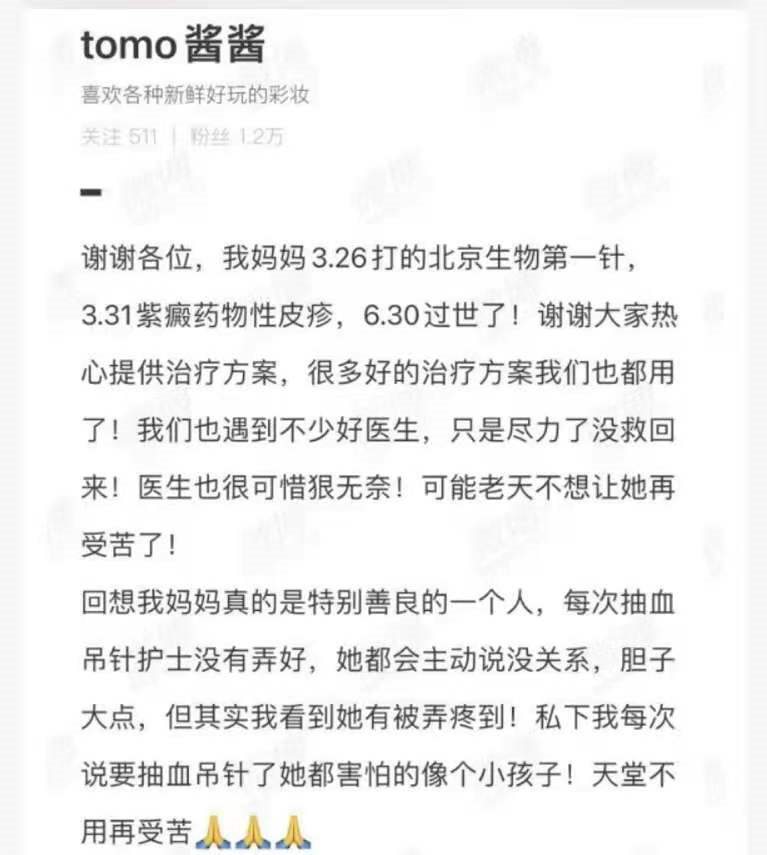 tomo酱酱
喜欢各种新鲜好玩的彩妆
关注 511 | 粉丝 1.2万
谢谢各位，我妈妈3.26打的北京生物第一针，
3.31紫癜药物性皮疹，6.30过世了！谢谢大家热
心提供治疗方案，很多好的治疗方案我们也都用
了！我们也遇到不少好医生，只是尽力了没救回
来！医生也很可惜狠无奈！可能老天不想让她再
受苦了！
回想我妈妈真的是特别善良的一个人，每次抽血
吊针护士没有弄好，她都会主动说没关系，胆子
大点，但其实我看到她有被弄疼到！私下我每次
说要抽血吊针了她都害怕的像个小孩子！天堂不
用再受苦🙏🙏🙏